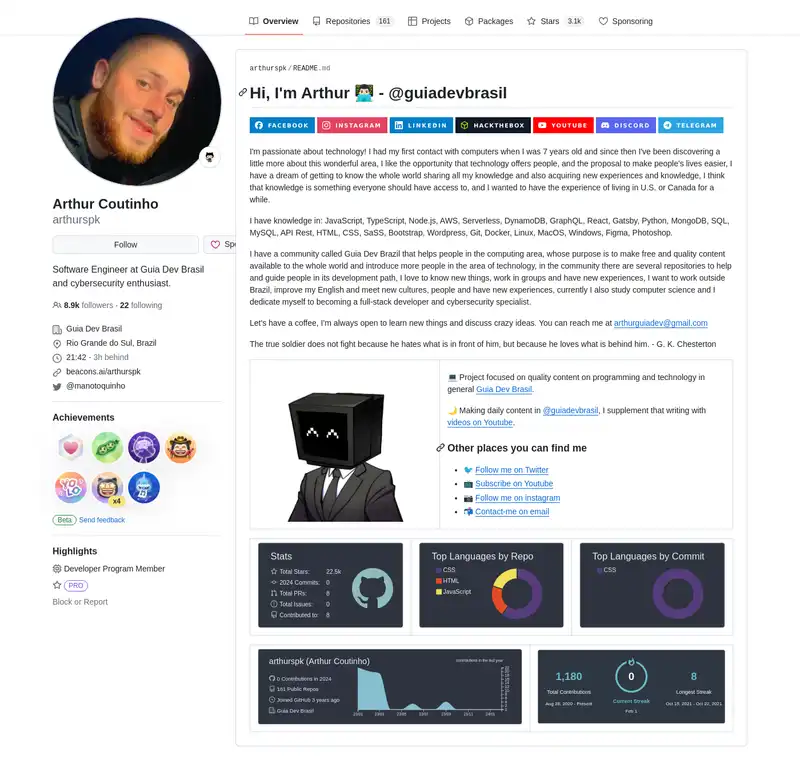 Overview
Repositories 161
Projects
Packages
Stars 3.1k
Sponsoring
Arthur Coutinho
arthurspk
Follow
Software Engineer at Guia Dev Brasil
and cybersecurity enthusiast.
8.9k followers · 22 following
Guia Dev Brasil
Rio Grande do Sul, Brazil
21:42 - 3h behind
beacons.ai/arthurspk
@manotoquinho
Achievements
YOLO
x4
Beta Send feedback
Highlights
Developer Program Member
PRO
Block or Report
arthurspk/README.md
Hi, I'm Arthur 👨🏻‍💻 - @guiadevbrasil
FACEBOOK
INSTAGRAM
LINKEDIN
HACKTHEBOX
YOUTUBE
DISCORD
TELEGRAM
I'm passionate about technology! I had my first contact with computers when I was 7 years old and since then I've been discovering a
little more about this wonderful area, I like the opportunity that technology offers people, and the proposal to make people's lives easier, I
have a dream of getting to know the whole world sharing all my knowledge and also acquiring new experiences and knowledge, I think
that knowledge is something everyone should have access to, and I wanted to have the experience of living in U.S. or Canada for a
while.
I have knowledge in: JavaScript, TypeScript, Node.js, AWS, Serverless, DynamoDB, GraphQL, React, Gatsby, Python, MongoDB, SQL,
MySQL, API Rest, HTML, CSS, SaSS, Bootstrap, Wordpress, Git, Docker, Linux, MacOS, Windows, Figma, Photoshop.
I have a community called Guia Dev Brazil that helps people in the computing area, whose purpose is to make free and quality content
available to the whole world and introduce more people in the area of technology, in the community there are several repositories to help
and guide people in its development path, I love to know new things, work in groups and have new experiences, I want to work outside
Brazil, improve my English and meet new cultures, people and have new experiences, currently I also study computer science and I
dedicate myself to becoming a full-stack developer and cybersecurity specialist.
Let's have a coffee, I'm always open to learn new things and discuss crazy ideas. You can reach me at arthurguiadev@gmail.com
The true soldier does not fight because he hates what is in front of him, but because he loves what is behind him. - G. K. Chesterton
💻 Project focused on quality content on programming and technology in
general Guia Dev Brasil.
🌙 Making daily content in @guiadevbrasil, I supplement that writing with
videos on Youtube.
Other places you can find me
🐦 Follow me on Twitter
📺 Subscribe on Youtube
📷 Follow me on Instagram
📬 Contact-me on email
Stats
Total Stars: 22.5k
2024 Commits: 0
Total PRs: 8
Total Issues: 0
Contributed to: 8
Top Languages by Repo
CSS
HTML
JavaScript
Top Languages by Commit
CSS
arthurspk (Arthur Coutinho)
contributions in the last year
0 Contributions in 2024
161 Public Repos
Joined GitHub 3 years ago
Guia Dev Brasil
1,180
Total Contributions
Aug 28, 2020 - Present
0
Current Streak
Feb 1
8
Longest Streak
Oct 15, 2021 - Oct 22, 2021